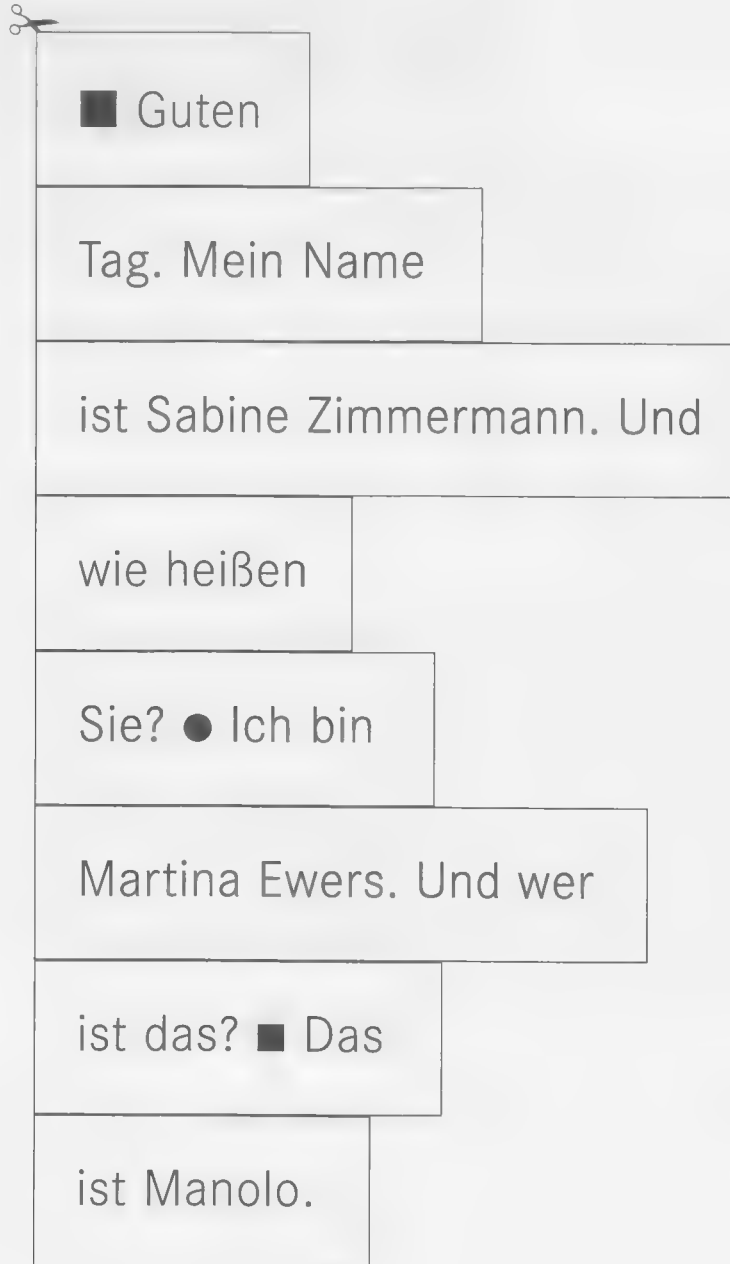 ■ Guten
Tag. Mein Name
ist Sabine Zimmermann. Und
wie heißen
Sie? ● Ich bin
Martina Ewers. Und wer
ist das? ■ Das
ist Manolo.